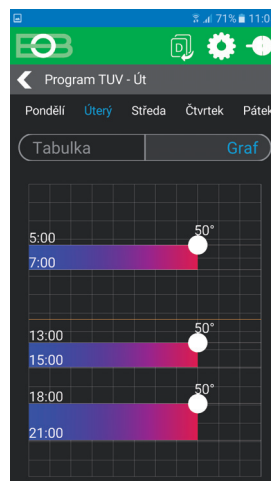 71% 11:0
EOB
D
Program TUV - Út
Pondělí Úterý Středa Čtvrtek Pátek
Tabulka Graf
50°
5:00
7:00
50°
13:00
15:00
50°
18:00
21:00